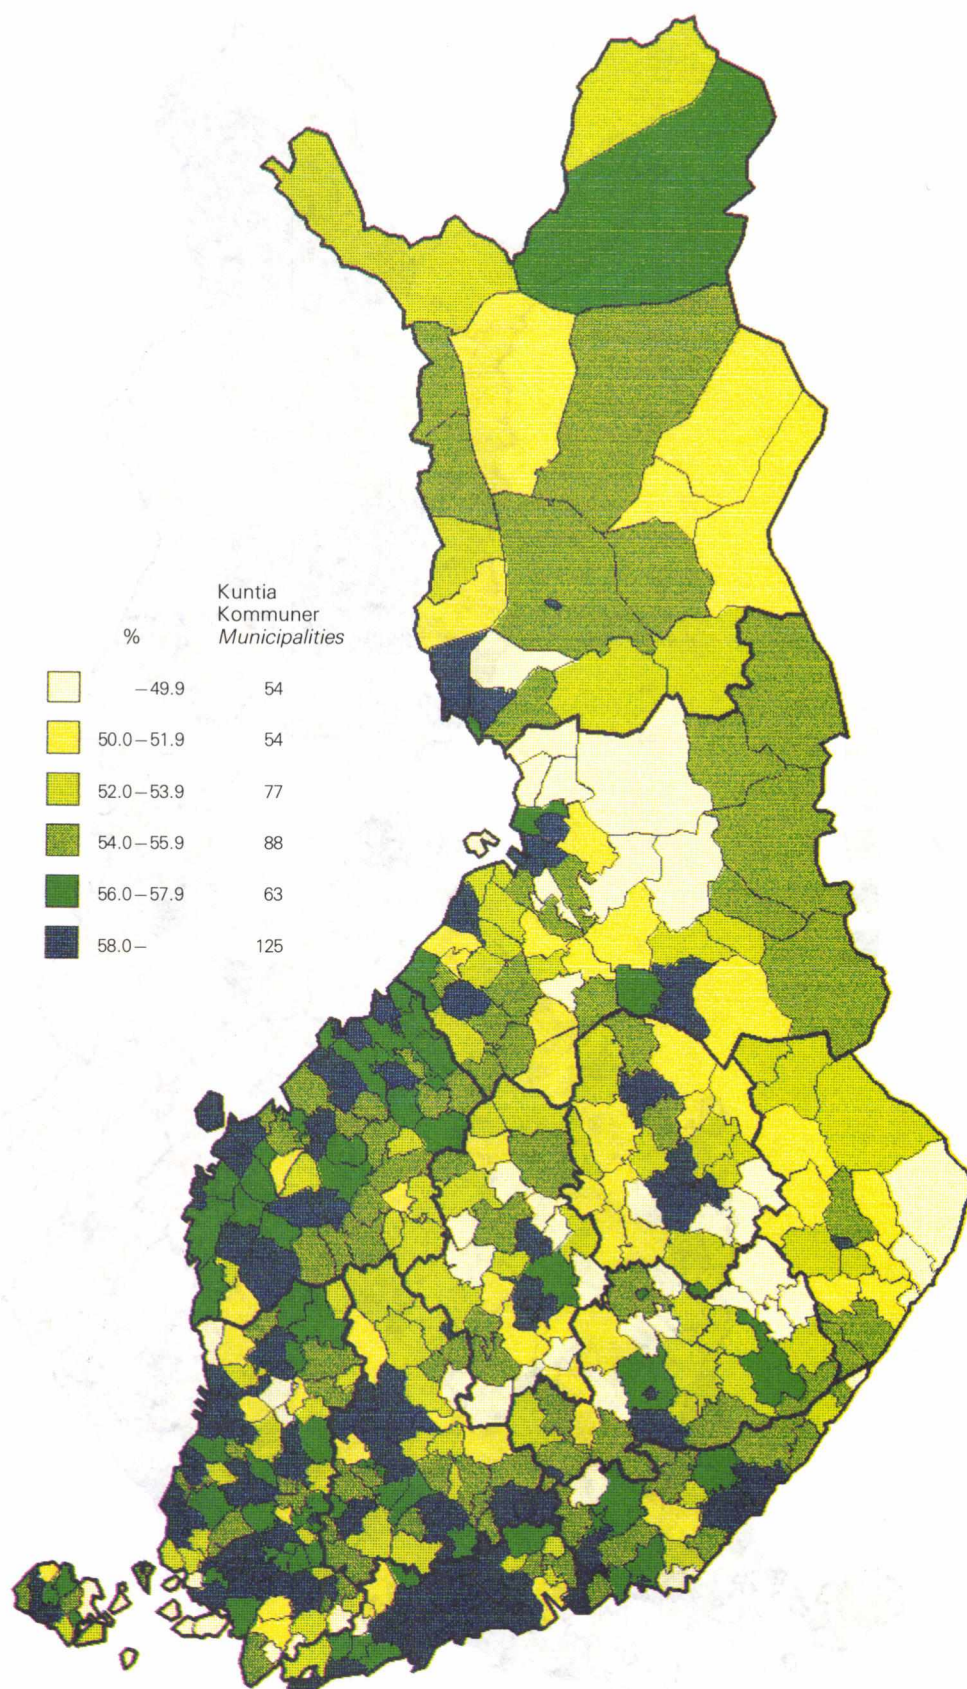 Kuntia
Kommuner
% Municipalities
–49.9 54
50.0–51.9 54
52.0–53.9 77
54.0–55.9 88
56.0–57.9 63
58.0– 125